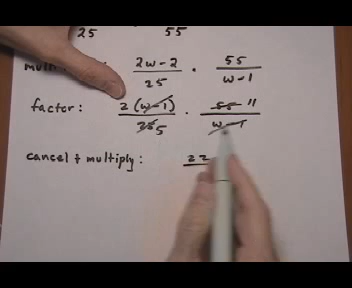 25 55
2w-2 / 25 · 55 / w-1
factor: 2(w-1) / 25 5 · 55 11 / w-1
cancel & multiply: 22